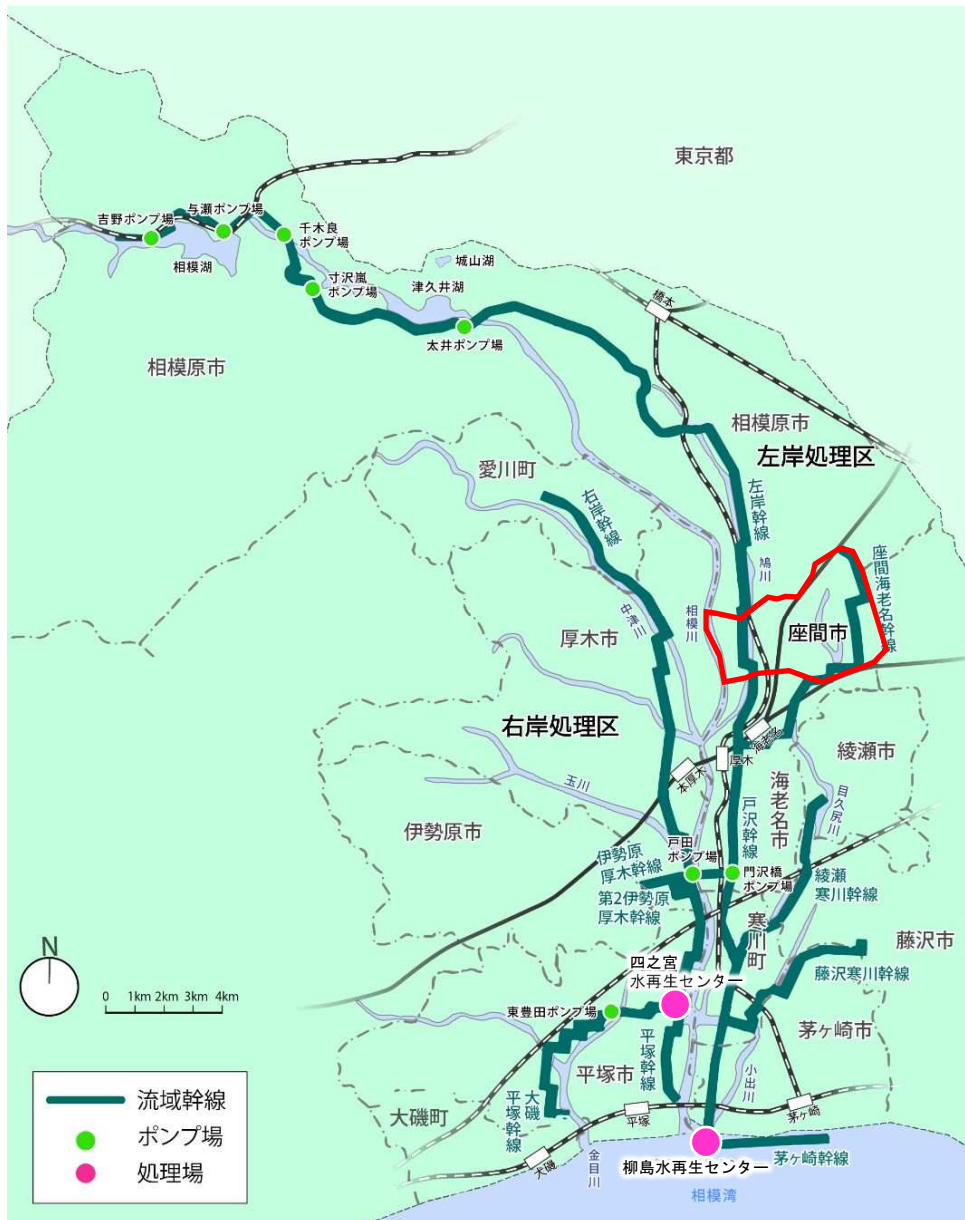 東京都
与瀬ポンプ場
吉野ポンプ場
千木良
ポンプ場
相模湖
城山湖
寸沢嵐
ポンプ場
津久井湖
橋本
太井ポンプ場
相模原市
相模原市
左岸処理区
愛川町
右岸幹線
左岸幹線
座間海老名幹線
鳩川
中津川
相模川
座間市
厚木市
右岸処理区
海老名
厚木
本厚木
綾瀬市
玉川
海老名市
目久尻川
伊勢原市
戸沢幹線
戸田
ポンプ場
伊勢原
厚木幹線
門沢橋
ポンプ場
綾瀬
寒川幹線
第2伊勢原
厚木幹線
寒川町
藤沢市
N
四之宮
水再生センター
藤沢寒川幹線
0 1km 2km 3km 4km
東豊田ポンプ場
茅ヶ崎市
平塚幹線
平塚市
小出川
大磯
平塚幹線
大磯町
平塚
茅ヶ崎
流域幹線
ポンプ場
処理場
大磯
金目川
柳島水再生センター
茅ヶ崎幹線
相模湾